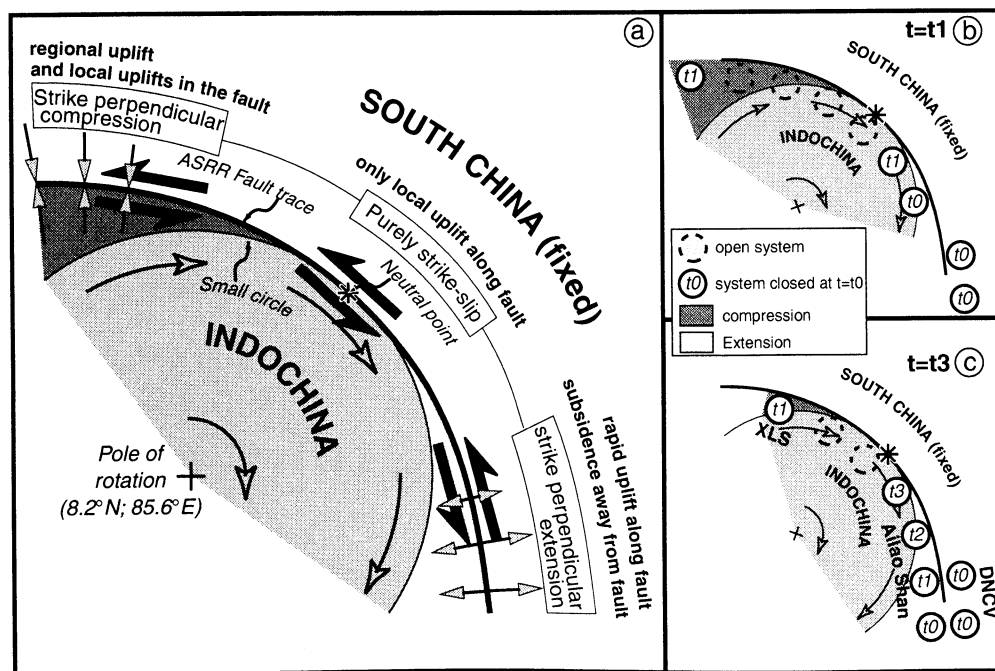 a
regional uplift
and local uplifts in the fault
Strike perpendicular
compression
ASRR Fault trace
SOUTH CHINA (fixed)
only local uplift along fault
Purely strike-slip
Neutral point
Small circle
INDOCHINA
Pole of
rotation
(8.2°N; 85.6°E)
strike perpendicular
extension
rapid uplift along fault
subsidence away from fault
t=t1 b
SOUTH CHINA (fixed)
t1
INDOCHINA
t1
t0
t0
t0
open system
t0 system closed at t=t0
compression
Extension
t=t3 c
SOUTH CHINA (fixed)
t1
XLS
INDOCHINA
t3
t2
Ailao Shan
t1
t0
DNCV
t0
t0